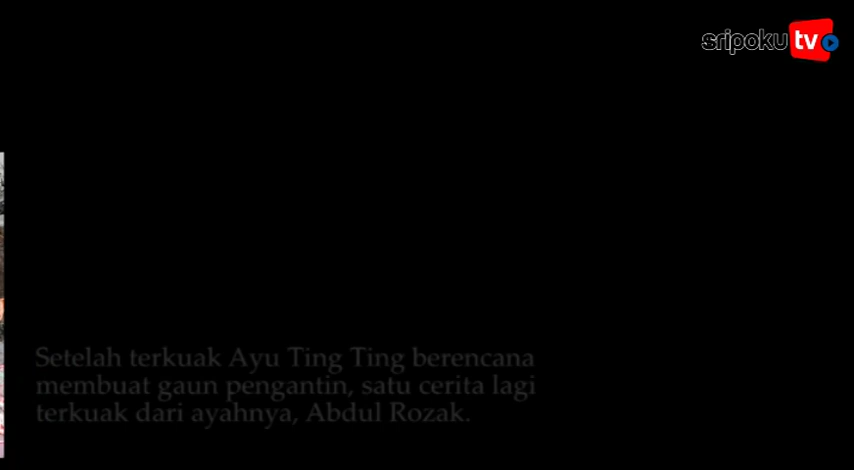 sripoku tv
Setelah terkuak Ayu Ting Ting berencana
membuat gaun pengantin, satu cerita lagi
terkuak dari ayahnya, Abdul Rozak.